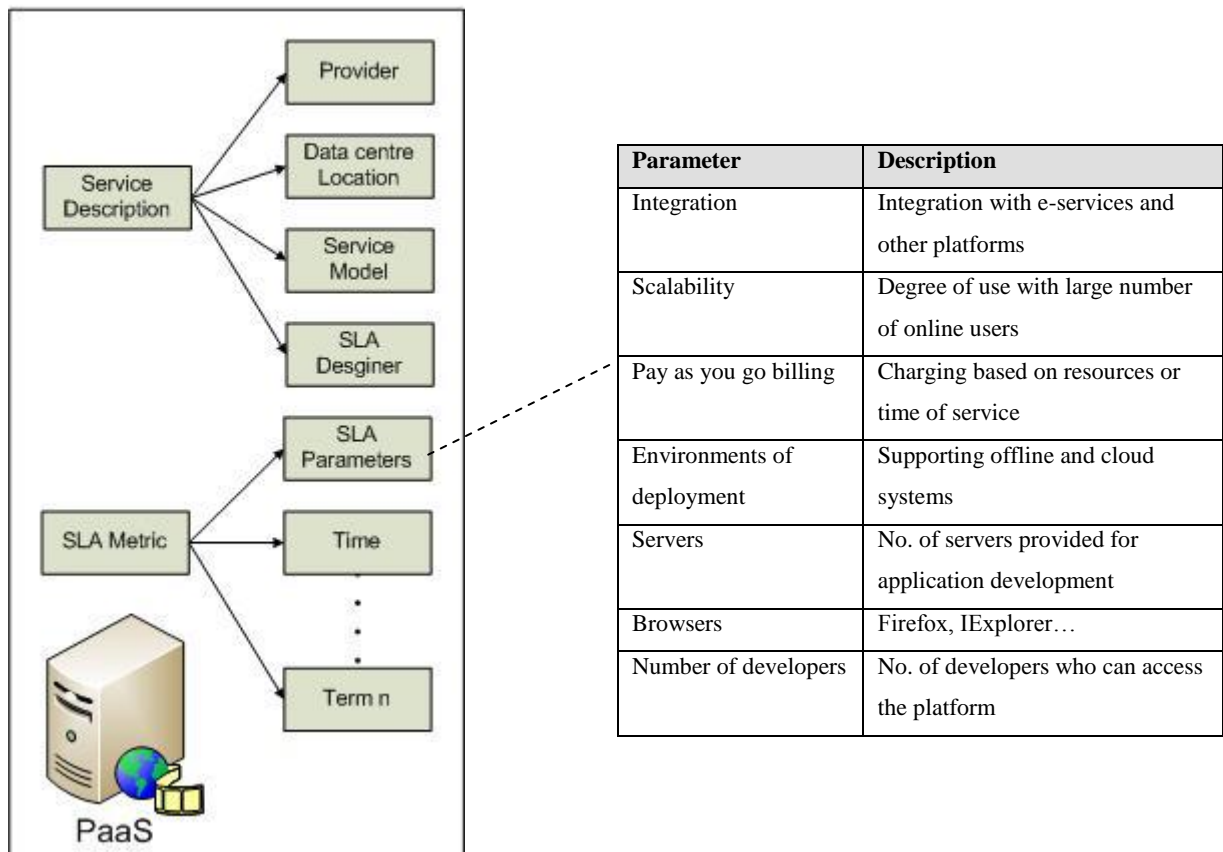 Provider
Data centre
Location
Service
Description
Service
Model
SLA
Desginer
SLA
Parameters
SLA Metric
Time
Term n
PaaS
Parameter Description
Integration Integration with e-services and
other platforms
Scalability Degree of use with large number
of online users
Pay as you go billing Charging based on resources or
time of service
Environments of Supporting offline and cloud
deployment systems
Servers No. of servers provided for
application development
Browsers Firefox, IExplorer…
Number of developers No. of developers who can access
the platform